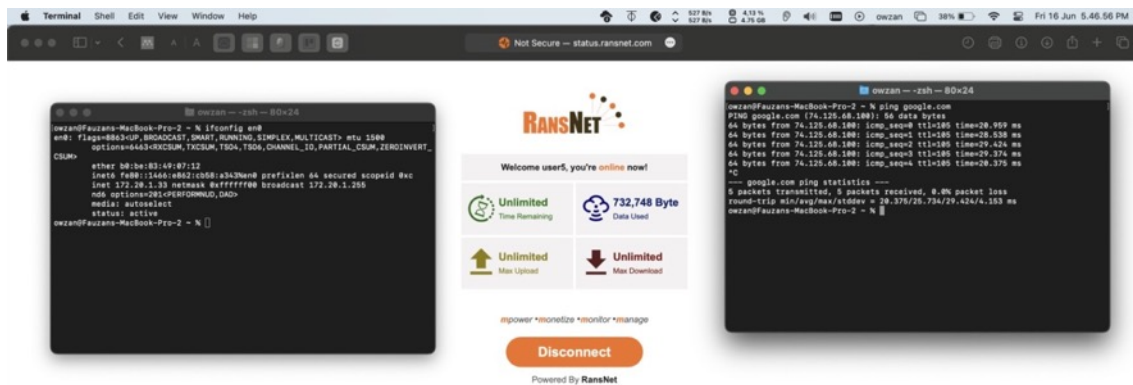 Terminal Shell Edit View Window Help
527 B/s
527 B/s
4.13 %
4.75 GB
owzan
38%
Fri 16 Jun 5.46.56 PM
Not Secure — status.ransnet.com
owzan — -zsh — 80×24
owzan@Fauzans-MacBook-Pro-2 ~ % ifconfig en0
en0: flags=8863<UP,BROADCAST,SMART,RUNNING,SIMPLEX,MULTICAST> mtu 1500
options=6463<RXCSUM,TXCSUM,TSO4,TSO6,CHANNEL_IO,PARTIAL_CSUM,ZEROINVERT_
CSUM>
ether b0:be:83:49:07:12
inet6 fe80::1466:e862:cb58:a343%en0 prefixlen 64 secured scopeid 0xc
inet 172.20.1.33 netmask 0xffffff00 broadcast 172.20.1.255
nd6 options=201<PERFORMNUD,DAD>
media: autoselect
status: active
owzan@Fauzans-MacBook-Pro-2 ~ %
RANSNET
Welcome user5, you're online now!
Unlimited
Time Remaining
732,748 Byte
Data Used
Unlimited
Max Upload
Unlimited
Max Download
mpower •monetize •monitor •manage
Disconnect
Powered By RansNet
owzan — -zsh — 80×24
owzan@Fauzans-MacBook-Pro-2 ~ % ping google.com
PING google.com (74.125.68.100): 56 data bytes
64 bytes from 74.125.68.100: icmp_seq=0 ttl=105 time=20.959 ms
64 bytes from 74.125.68.100: icmp_seq=1 ttl=105 time=28.538 ms
64 bytes from 74.125.68.100: icmp_seq=2 ttl=105 time=29.424 ms
64 bytes from 74.125.68.100: icmp_seq=3 ttl=105 time=29.374 ms
64 bytes from 74.125.68.100: icmp_seq=4 ttl=105 time=20.375 ms
^C
--- google.com ping statistics ---
5 packets transmitted, 5 packets received, 0.0% packet loss
round-trip min/avg/max/stddev = 20.375/25.734/29.424/4.153 ms
owzan@Fauzans-MacBook-Pro-2 ~ %